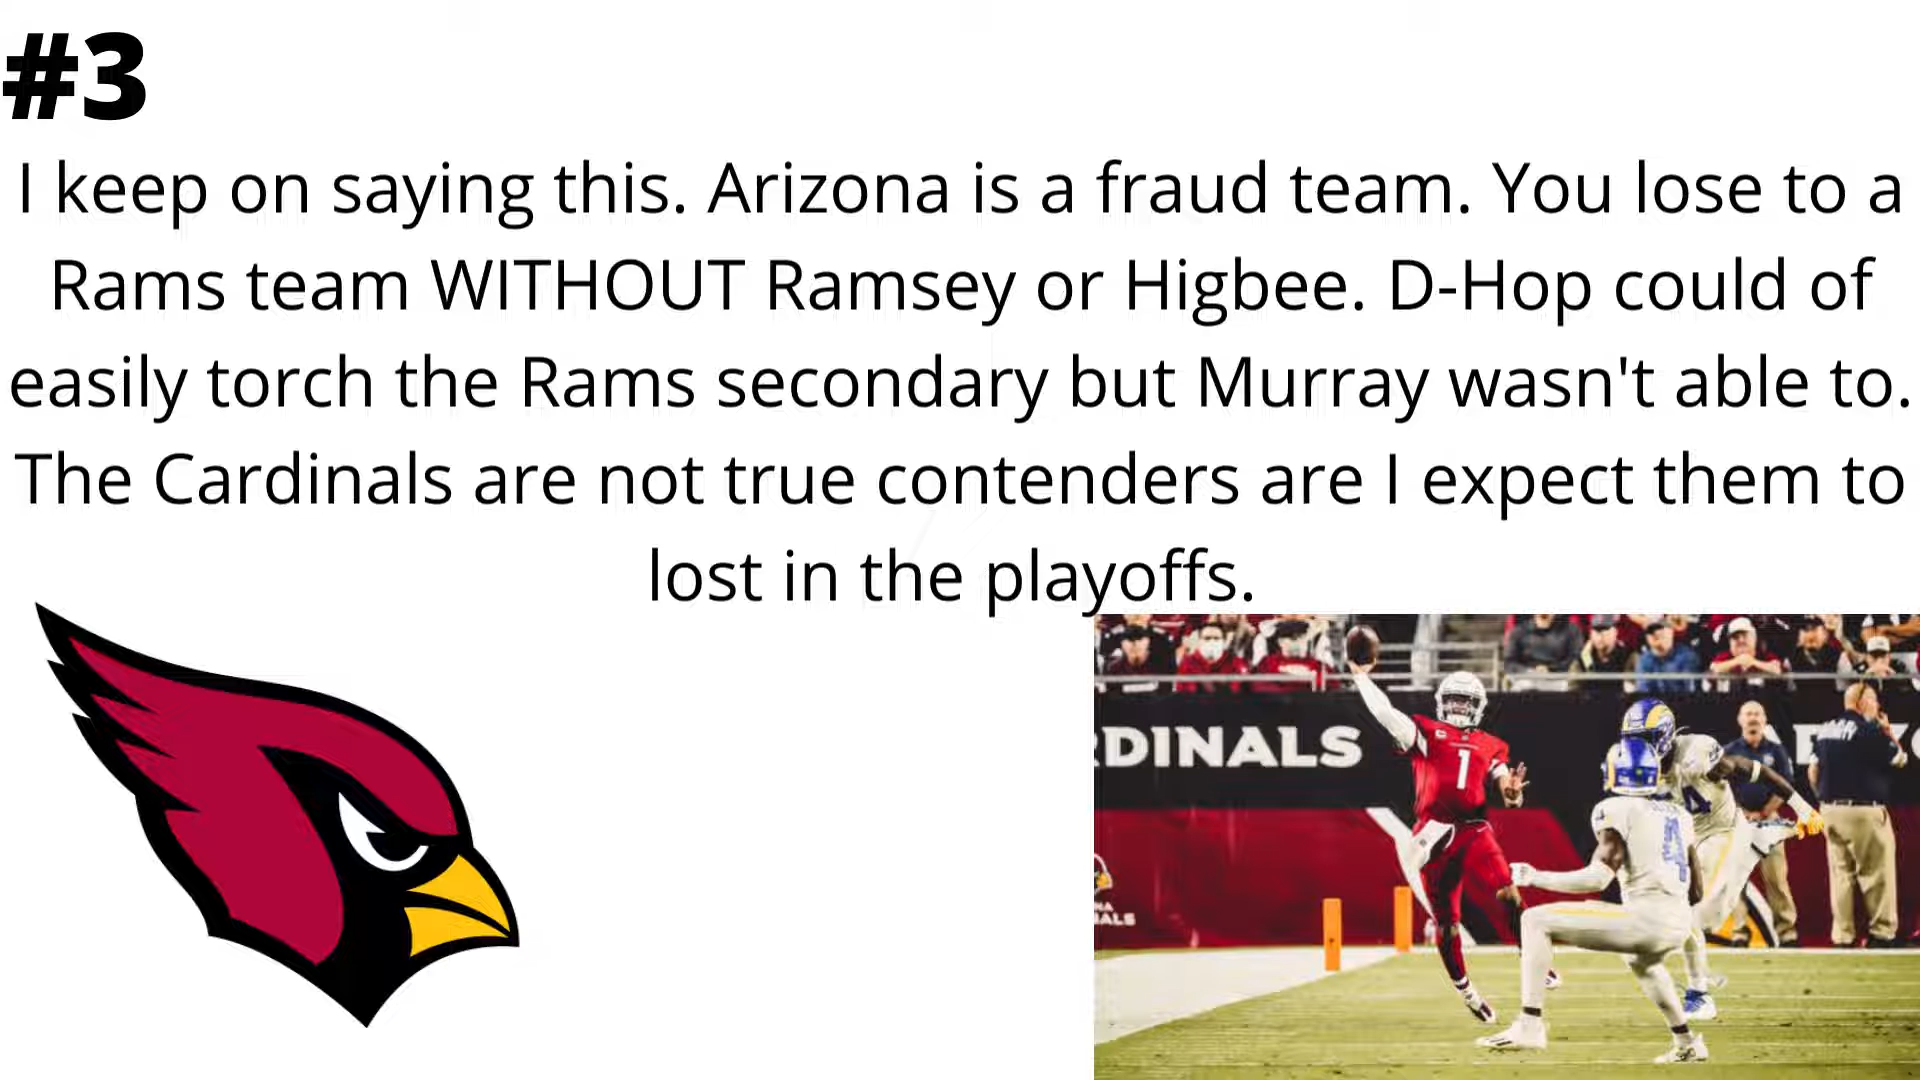 #3
I keep on saying this. Arizona is a fraud team. You lose to a
Rams team WITHOUT Ramsey or Higbee. D-Hop could of
easily torch the Rams secondary but Murray wasn't able to.
The Cardinals are not true contenders are I expect them to
lost in the playoffs.
RDINALS
1
4